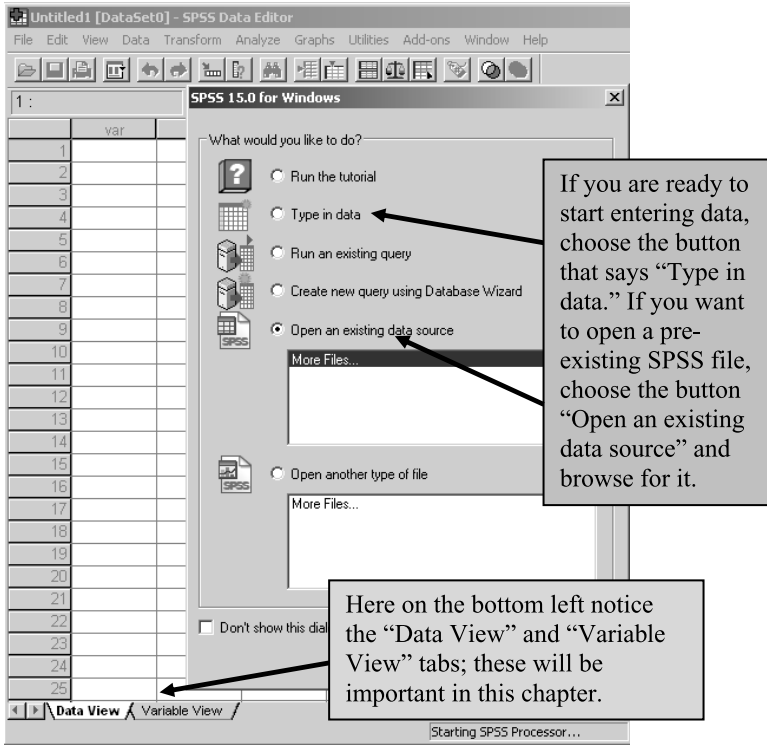 Untitled1 [DataSet0] - SPSS Data Editor
File Edit View Data Transform Analyze Graphs Utilities Add-ons Window Help
1 :
SPSS 15.0 for Windows
var
1
2
3
4
5
6
7
8
9
10
11
12
13
14
15
16
17
18
19
20
21
22
23
24
25
What would you like to do?
Run the tutorial
Type in data
Run an existing query
Create new query using Database Wizard
Open an existing data source
SPSS
More Files...
Open another type of file
SPSS
More Files...
Don't show this
If you are ready to
start entering data,
choose the button
that says “Type in
data.” If you want
to open a pre-
existing SPSS file,
choose the button
“Open an existing
data source” and
browse for it.
Here on the bottom left notice
the “Data View” and “Variable
View” tabs; these will be
important in this chapter.
Data View Variable View
Starting SPSS Processor...